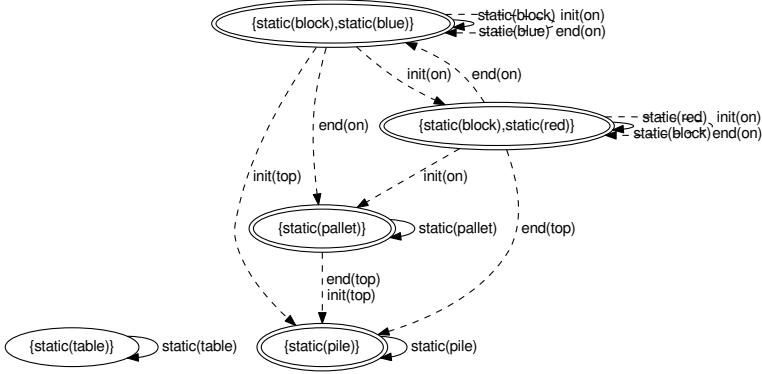 {static(block),static(blue)}
static(block) init(on)
static(blue) end(on)
init(on)
end(on)
end(on)
{static(block),static(red)}
static(red) init(on)
static(block) end(on)
init(top)
init(on)
{static(pallet)}
static(pallet)
end(top)
end(top)
init(top)
{static(table)}
static(table)
{static(pile)}
static(pile)